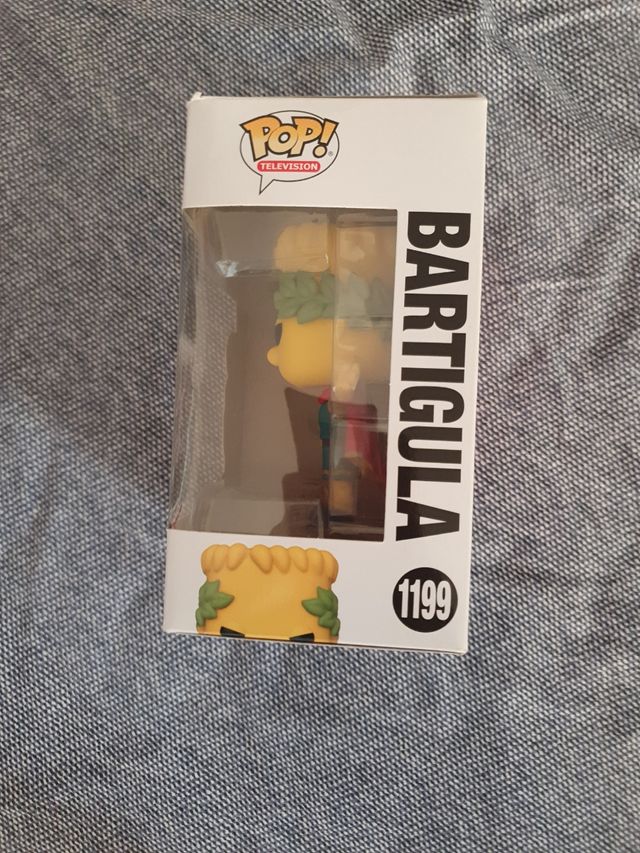 POP!
TELEVISION
BARTIGULA
1199